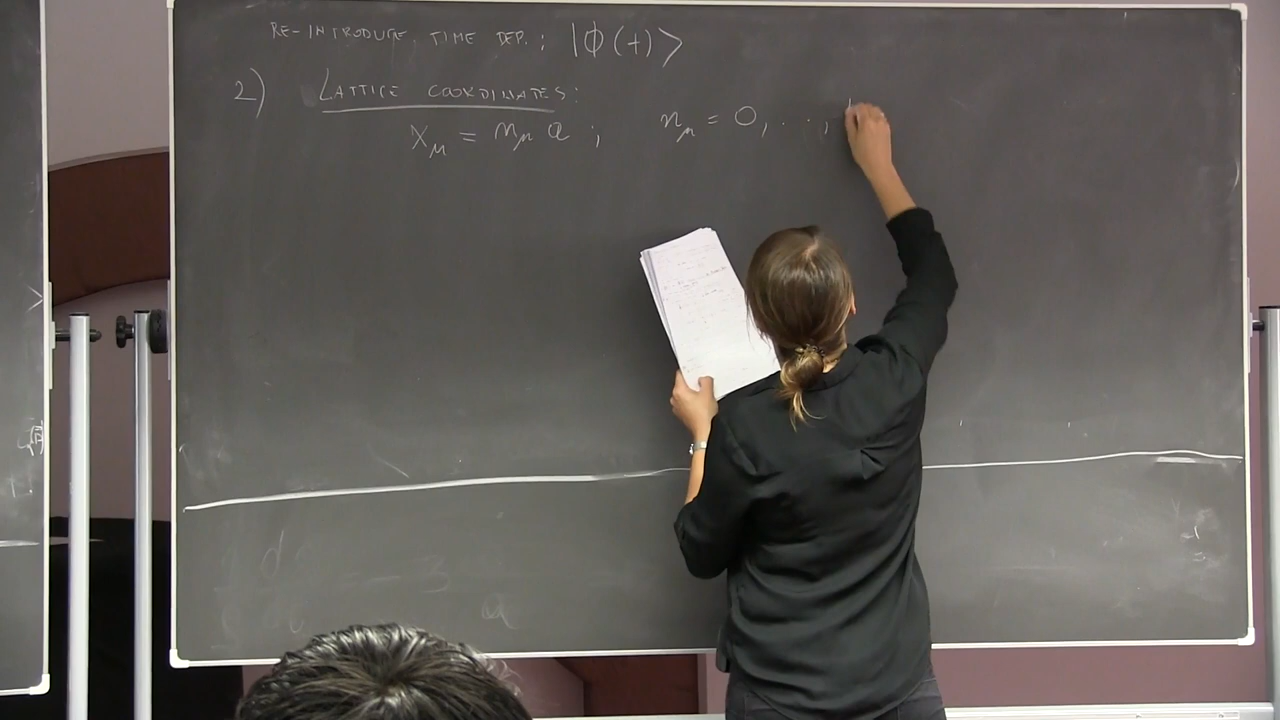 RE-INTRODUCE TIME DEP.: |ϕ(t)>
2) LATTICE COORDINATES:
x_μ = n_μ a ; n_μ = 0, . . . ,